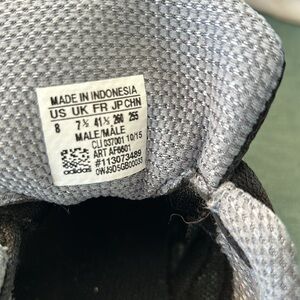 MADE IN INDONESIA
US UK FR JP CHN
8 7½ 41½ 260 255
MALE/MALE
CLI 037001 10/15
ART AF6601
#113073489
adidas